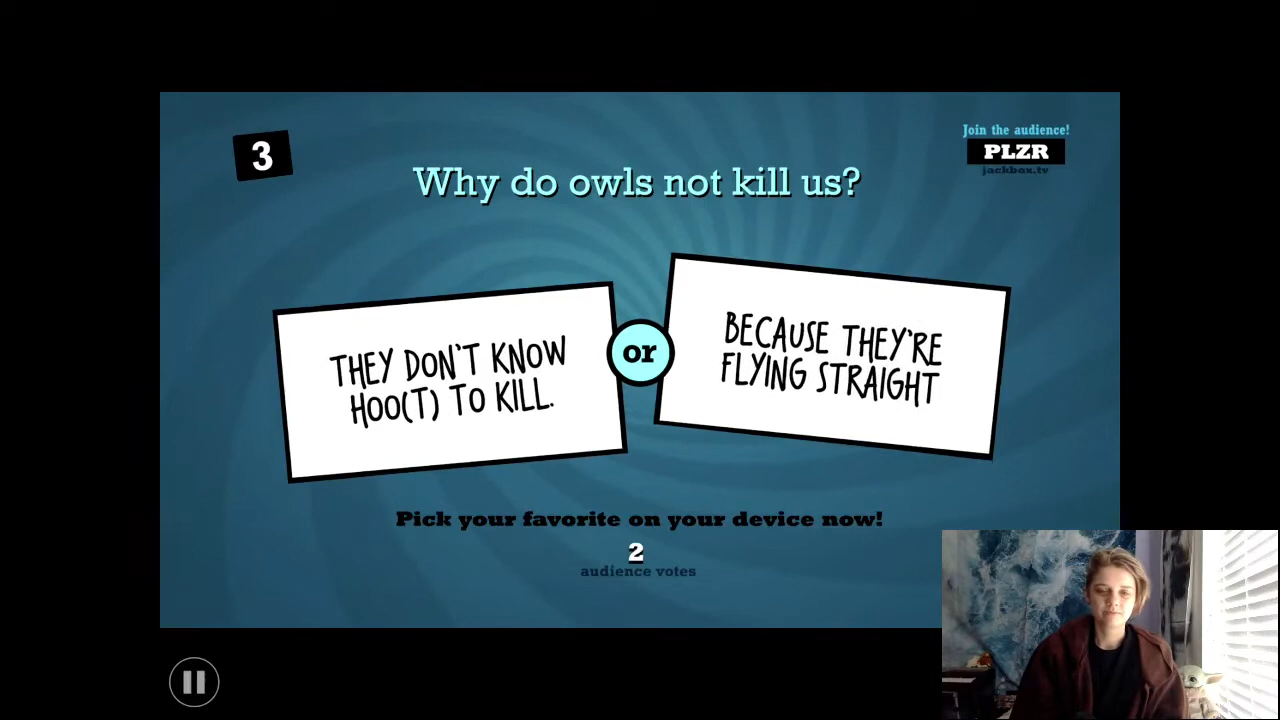 3
Join the audience!
PLZR
jackbox.tv
Why do owls not kill us?
THEY DON'T KNOW
HOO(T) TO KILL.
or
BECAUSE THEY'RE
FLYING STRAIGHT
Pick your favorite on your device now!
2
audience votes